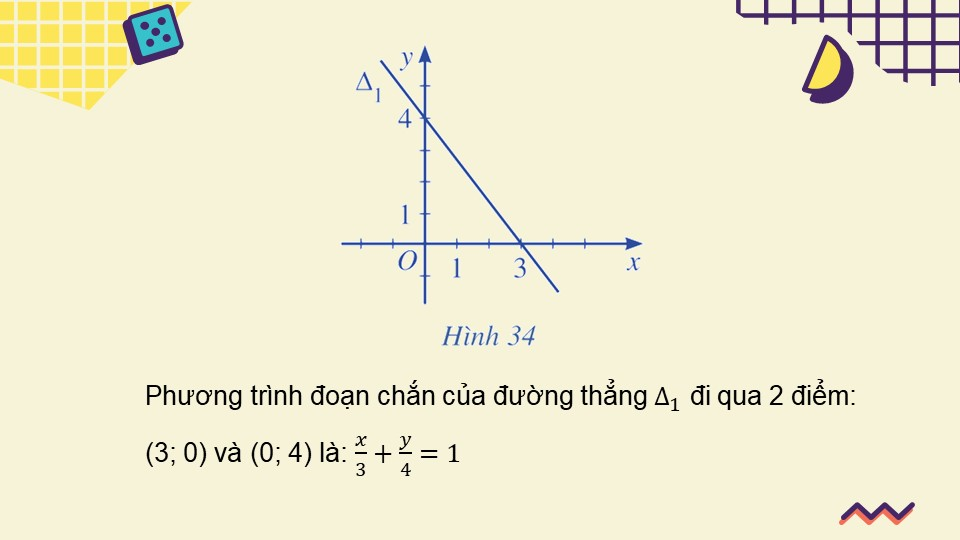 y
Δ₁
4
1
O 1 3 x
Hình 34
Phương trình đoạn chắn của đường thẳng Δ₁ đi qua 2 điểm:
(3; 0) và (0; 4) là: x/3 + y/4 = 1